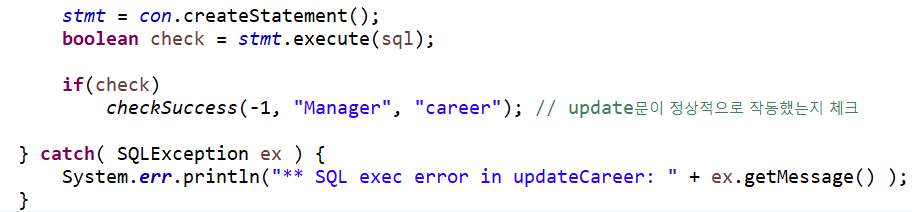 stmt = con.createStatement();
boolean check = stmt.execute(sql);
if(check)
checkSuccess(-1, "Manager", "career"); // update문이 정상적으로 작동했는지 체크
} catch( SQLException ex ) {
System.err.println("** SQL exec error in updateCareer: " + ex.getMessage() );
}